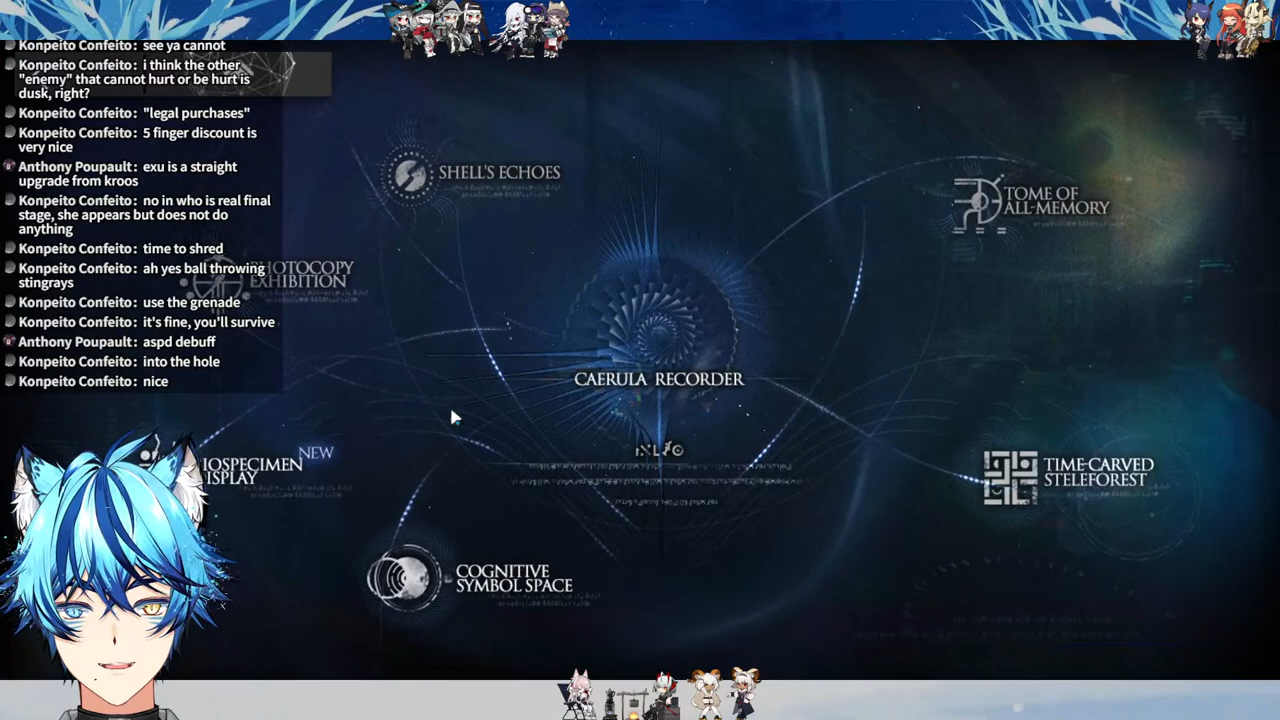 Konpeito Confeito: see ya cannot
Konpeito Confeito: i think the other
"enemy" that cannot hurt or be hurt is
dusk, right?
Konpeito Confeito: "legal purchases"
Konpeito Confeito: 5 finger discount is
very nice
Anthony Poupault: exu is a straight
upgrade from kroos
Konpeito Confeito: no in who is real final
stage, she appears but does not do
anything
Konpeito Confeito: time to shred
Konpeito Confeito: ah yes ball throwing
stingrays
Konpeito Confeito: use the grenade
Konpeito Confeito: it's fine, you'll survive
Anthony Poupault: aspd debuff
Konpeito Confeito: into the hole
Konpeito Confeito: nice
SHELL'S ECHOES
TOME OF
ALL-MEMORY
PHOTOCOPY
EXHIBITION
CAERULA RECORDER
NEW
IOSPECIMEN
ISPLAY
TIME-CARVED
STELEFOREST
COGNITIVE
SYMBOL SPACE